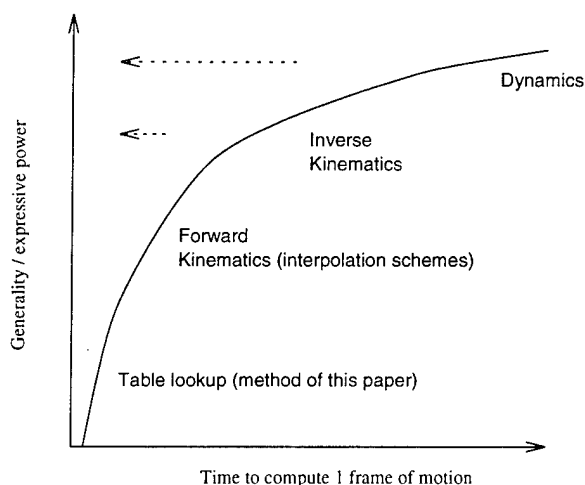 Dynamics
Inverse
Kinematics
Forward
Kinematics (interpolation schemes)
Table lookup (method of this paper)
Generality / expressive power
Time to compute 1 frame of motion